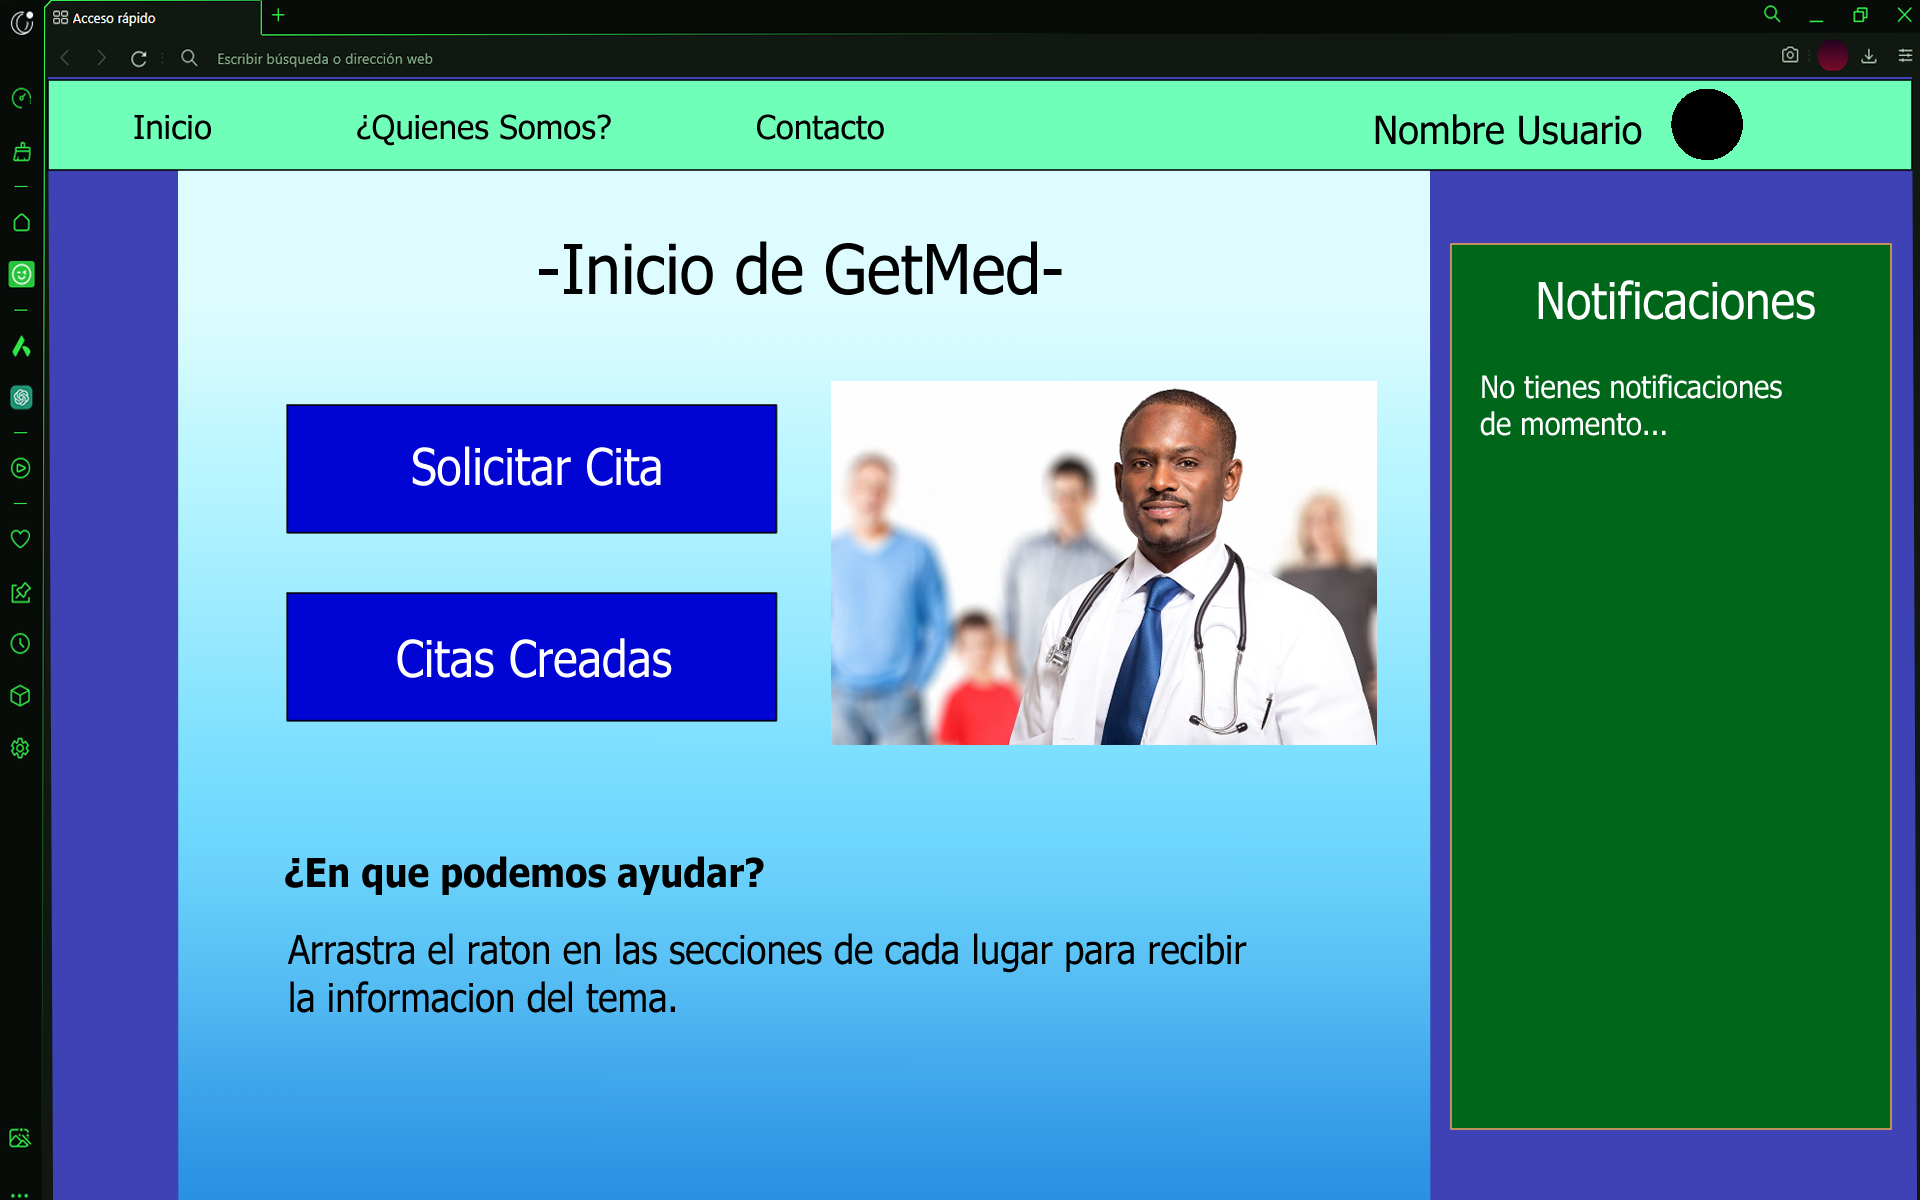 Acceso rápido
Escribir búsqueda o dirección web
Inicio
¿Quienes Somos?
Contacto
Nombre Usuario
-Inicio de GetMed-
Solicitar Cita
Citas Creadas
¿En que podemos ayudar?
Arrastra el raton en las secciones de cada lugar para recibir
la informacion del tema.
Notificaciones
No tienes notificaciones
de momento...